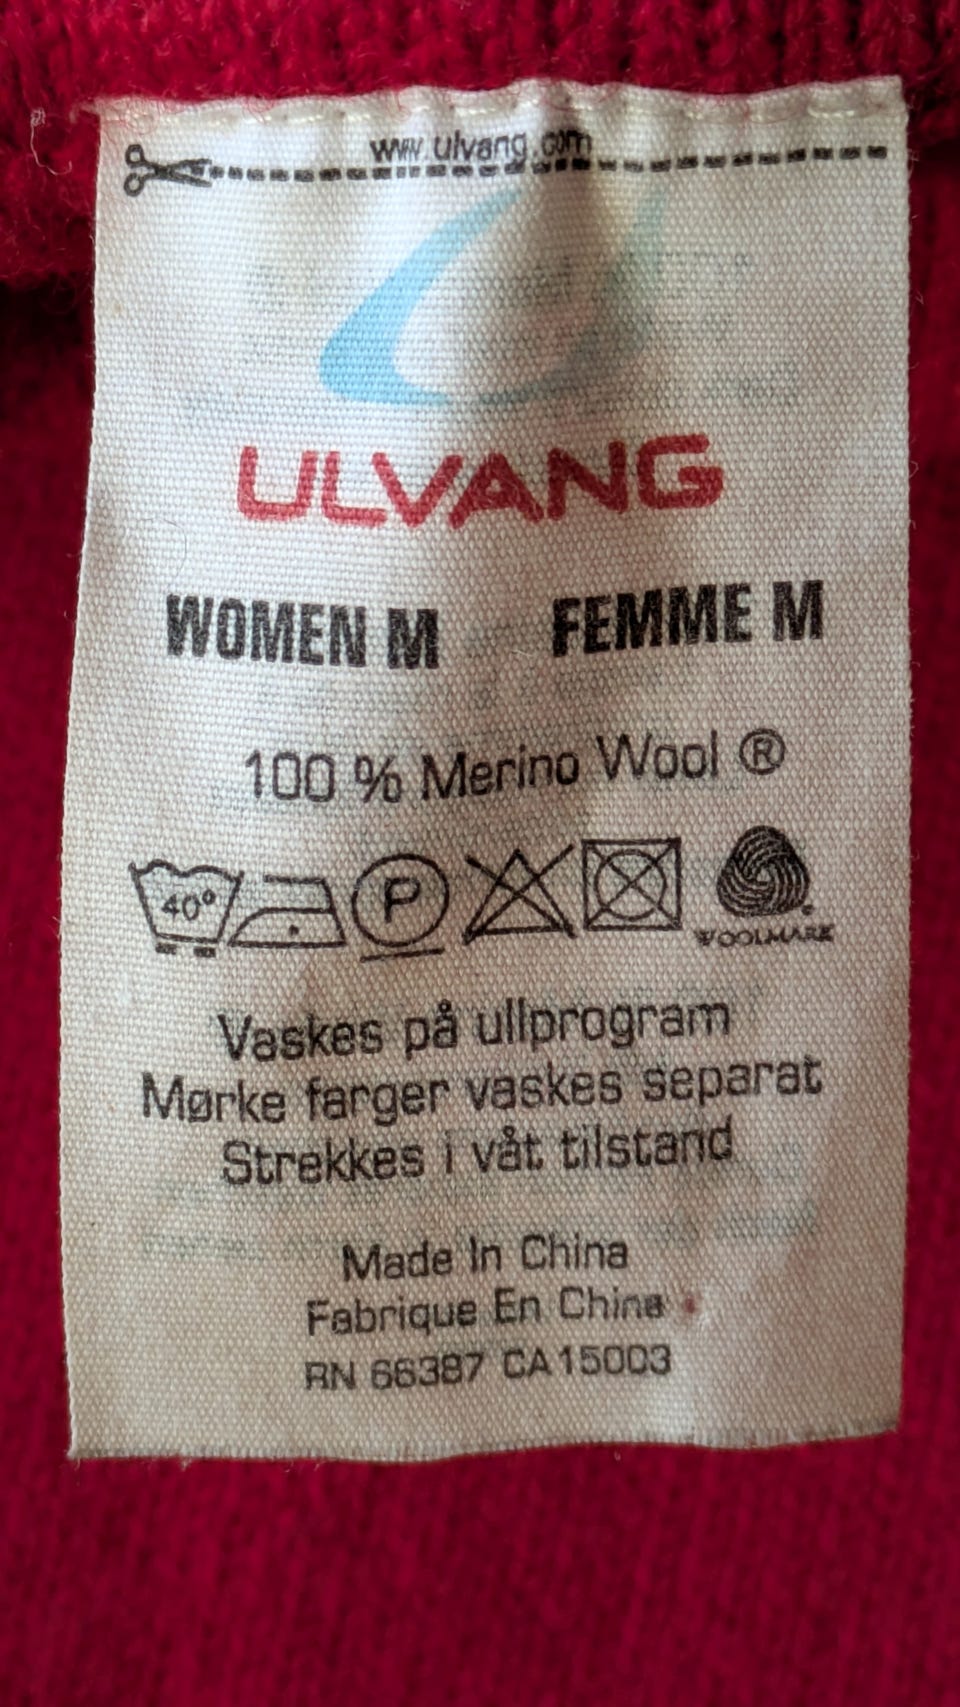 www.ulvang.com
ULVANG
WOMEN M FEMME M
100 % Merino Wool ®
40° P WOOLMARK
Vaskes på ullprogram
Mørke farger vaskes separat
Strekkes i våt tilstand
Made In China
Fabrique En Chine
RN 66387 CA15003